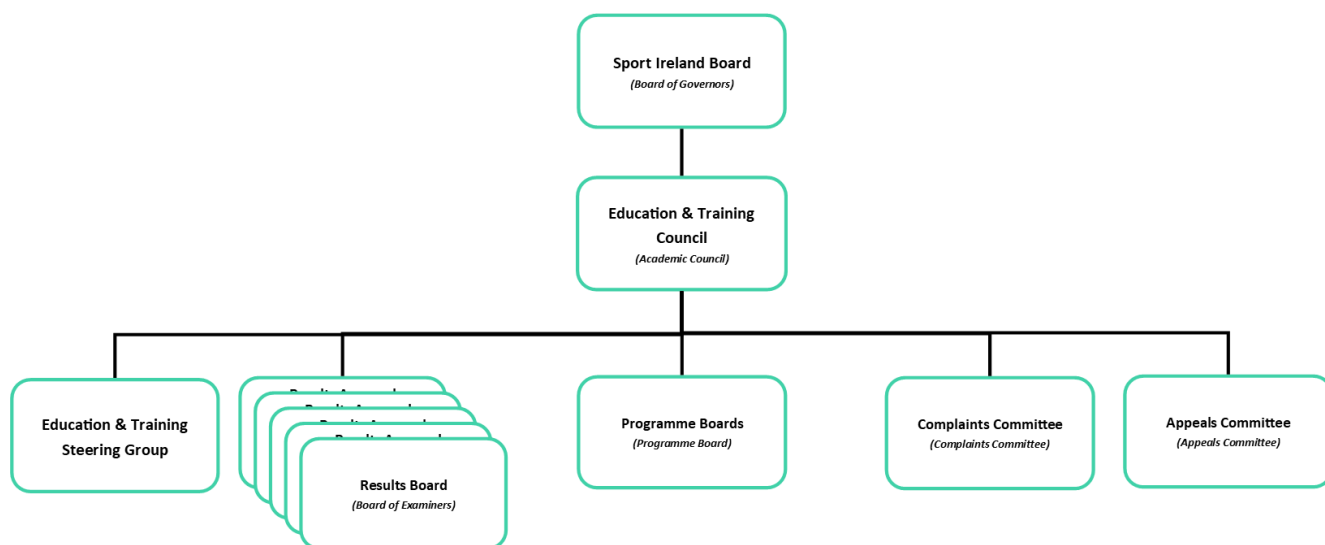 Sport Ireland Board
(Board of Governors)
Education & Training
Council
(Academic Council)
Education & Training
Steering Group
Results Board
(Board of Examiners)
Programme Boards
(Programme Board)
Complaints Committee
(Complaints Committee)
Appeals Committee
(Appeals Committee)